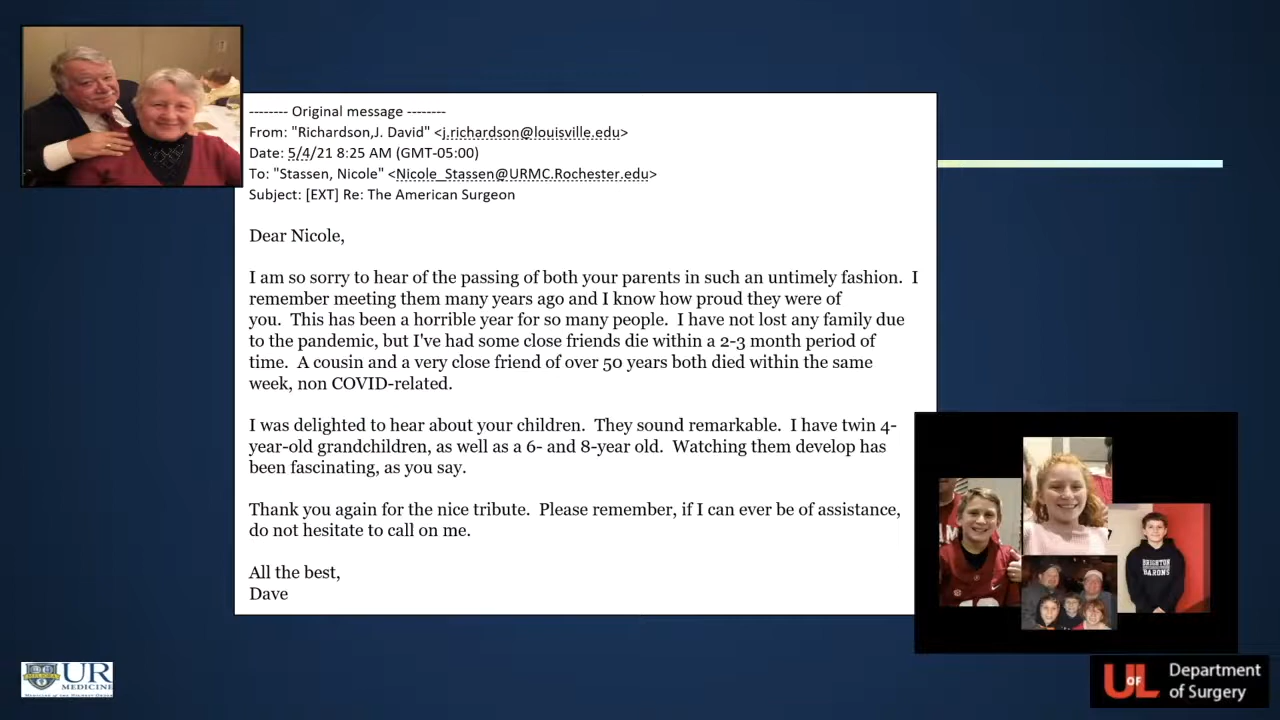 -------- Original message --------
From: "Richardson,J. David" <j.richardson@louisville.edu>
Date: 5/4/21 8:25 AM (GMT-05:00)
To: "Stassen, Nicole" <Nicole_Stassen@URMC.Rochester.edu>
Subject: [EXT] Re: The American Surgeon
Dear Nicole,
I am so sorry to hear of the passing of both your parents in such an untimely fashion.  I
remember meeting them many years ago and I know how proud they were of
you.  This has been a horrible year for so many people.  I have not lost any family due
to the pandemic, but I've had some close friends die within a 2-3 month period of
time.  A cousin and a very close friend of over 50 years both died within the same
week, non COVID-related.
I was delighted to hear about your children.  They sound remarkable.  I have twin 4-
year-old grandchildren, as well as a 6- and 8-year old.  Watching them develop has
been fascinating, as you say.
Thank you again for the nice tribute.  Please remember, if I can ever be of assistance,
do not hesitate to call on me.
All the best,
Dave
BRIGHTON
BARONS
UR
MEDICINE
UofL
Department
of Surgery